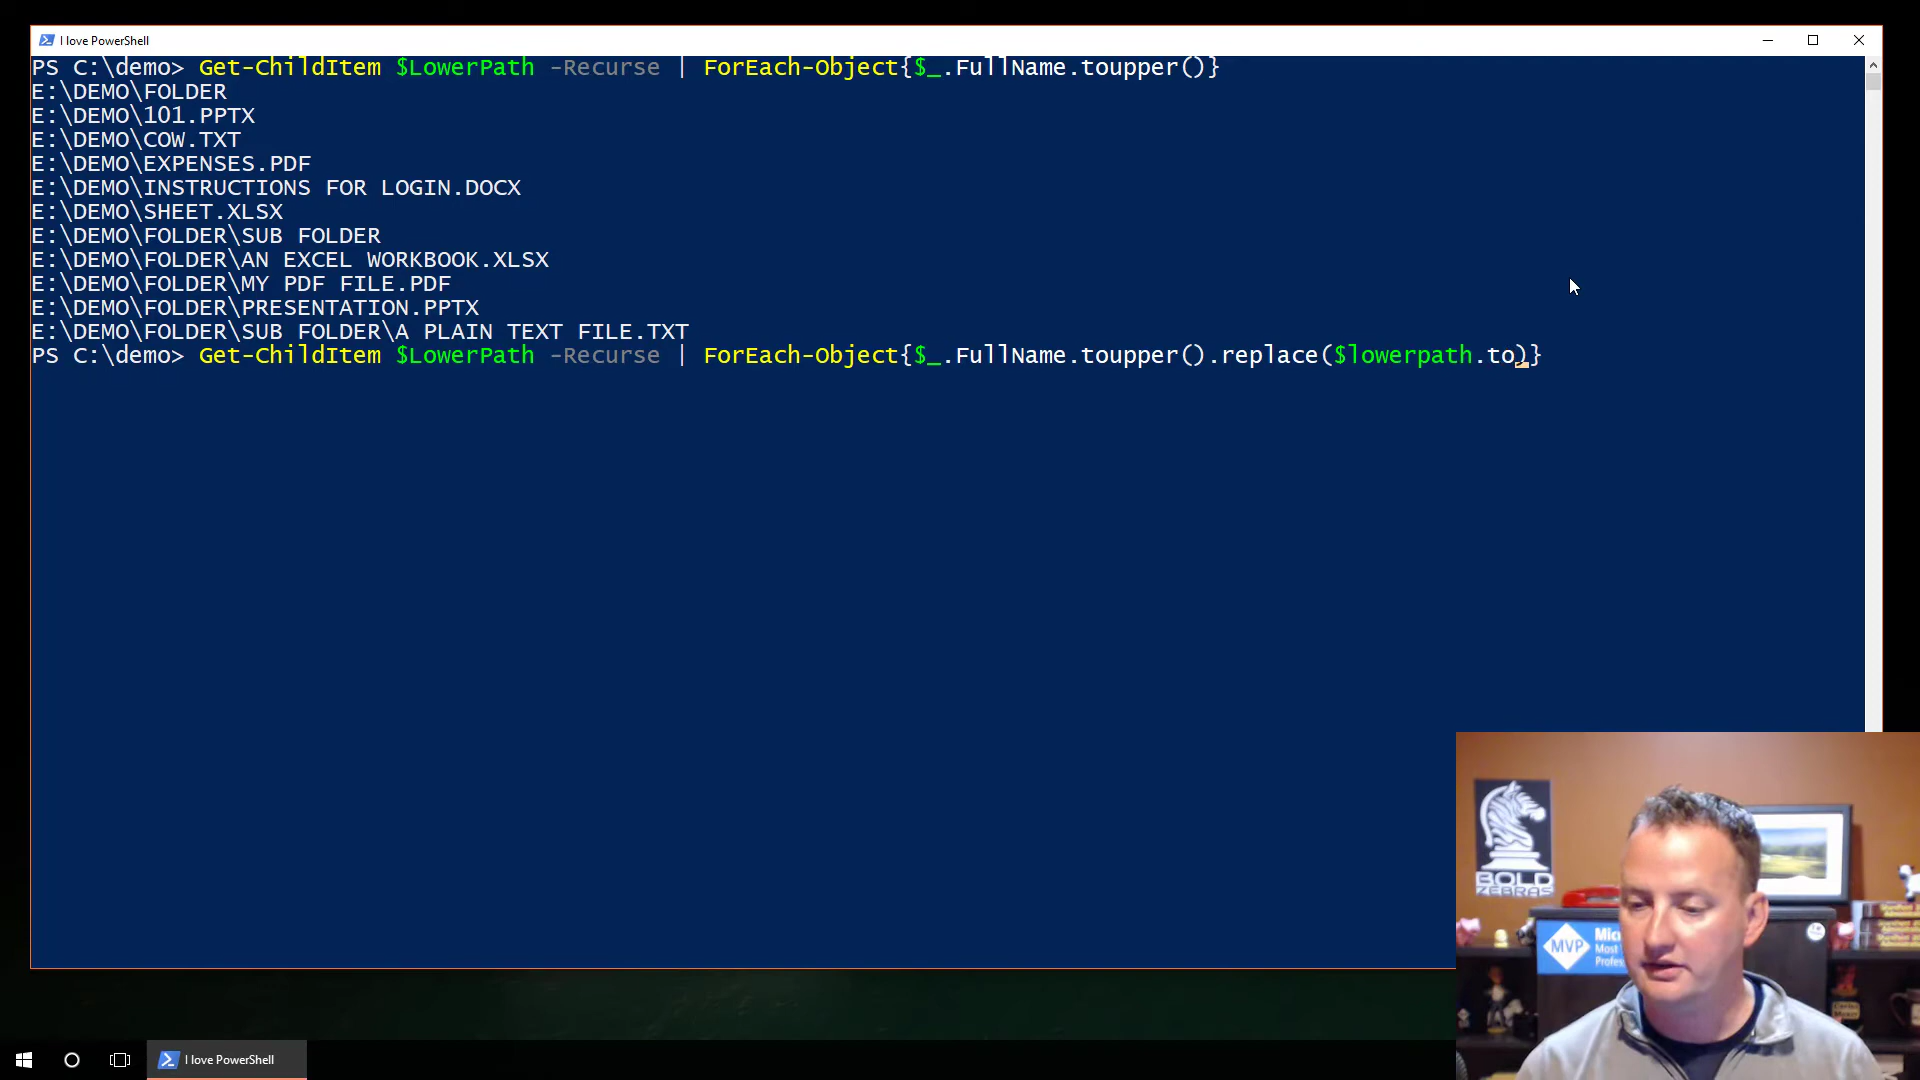 I love PowerShell
PS C:\demo> Get-ChildItem $LowerPath -Recurse | ForEach-Object{$_.FullName.toupper()}
E:\DEMO\FOLDER
E:\DEMO\101.PPTX
E:\DEMO\COW.TXT
E:\DEMO\EXPENSES.PDF
E:\DEMO\INSTRUCTIONS FOR LOGIN.DOCX
E:\DEMO\SHEET.XLSX
E:\DEMO\FOLDER\SUB FOLDER
E:\DEMO\FOLDER\AN EXCEL WORKBOOK.XLSX
E:\DEMO\FOLDER\MY PDF FILE.PDF
E:\DEMO\FOLDER\PRESENTATION.PPTX
E:\DEMO\FOLDER\SUB FOLDER\A PLAIN TEXT FILE.TXT
PS C:\demo> Get-ChildItem $LowerPath -Recurse | ForEach-Object{$_.FullName.toupper().replace($lowerpath.to)}
BOLD
ZEBRAS
MVP
Mic
Most
Profes
I love PowerShell